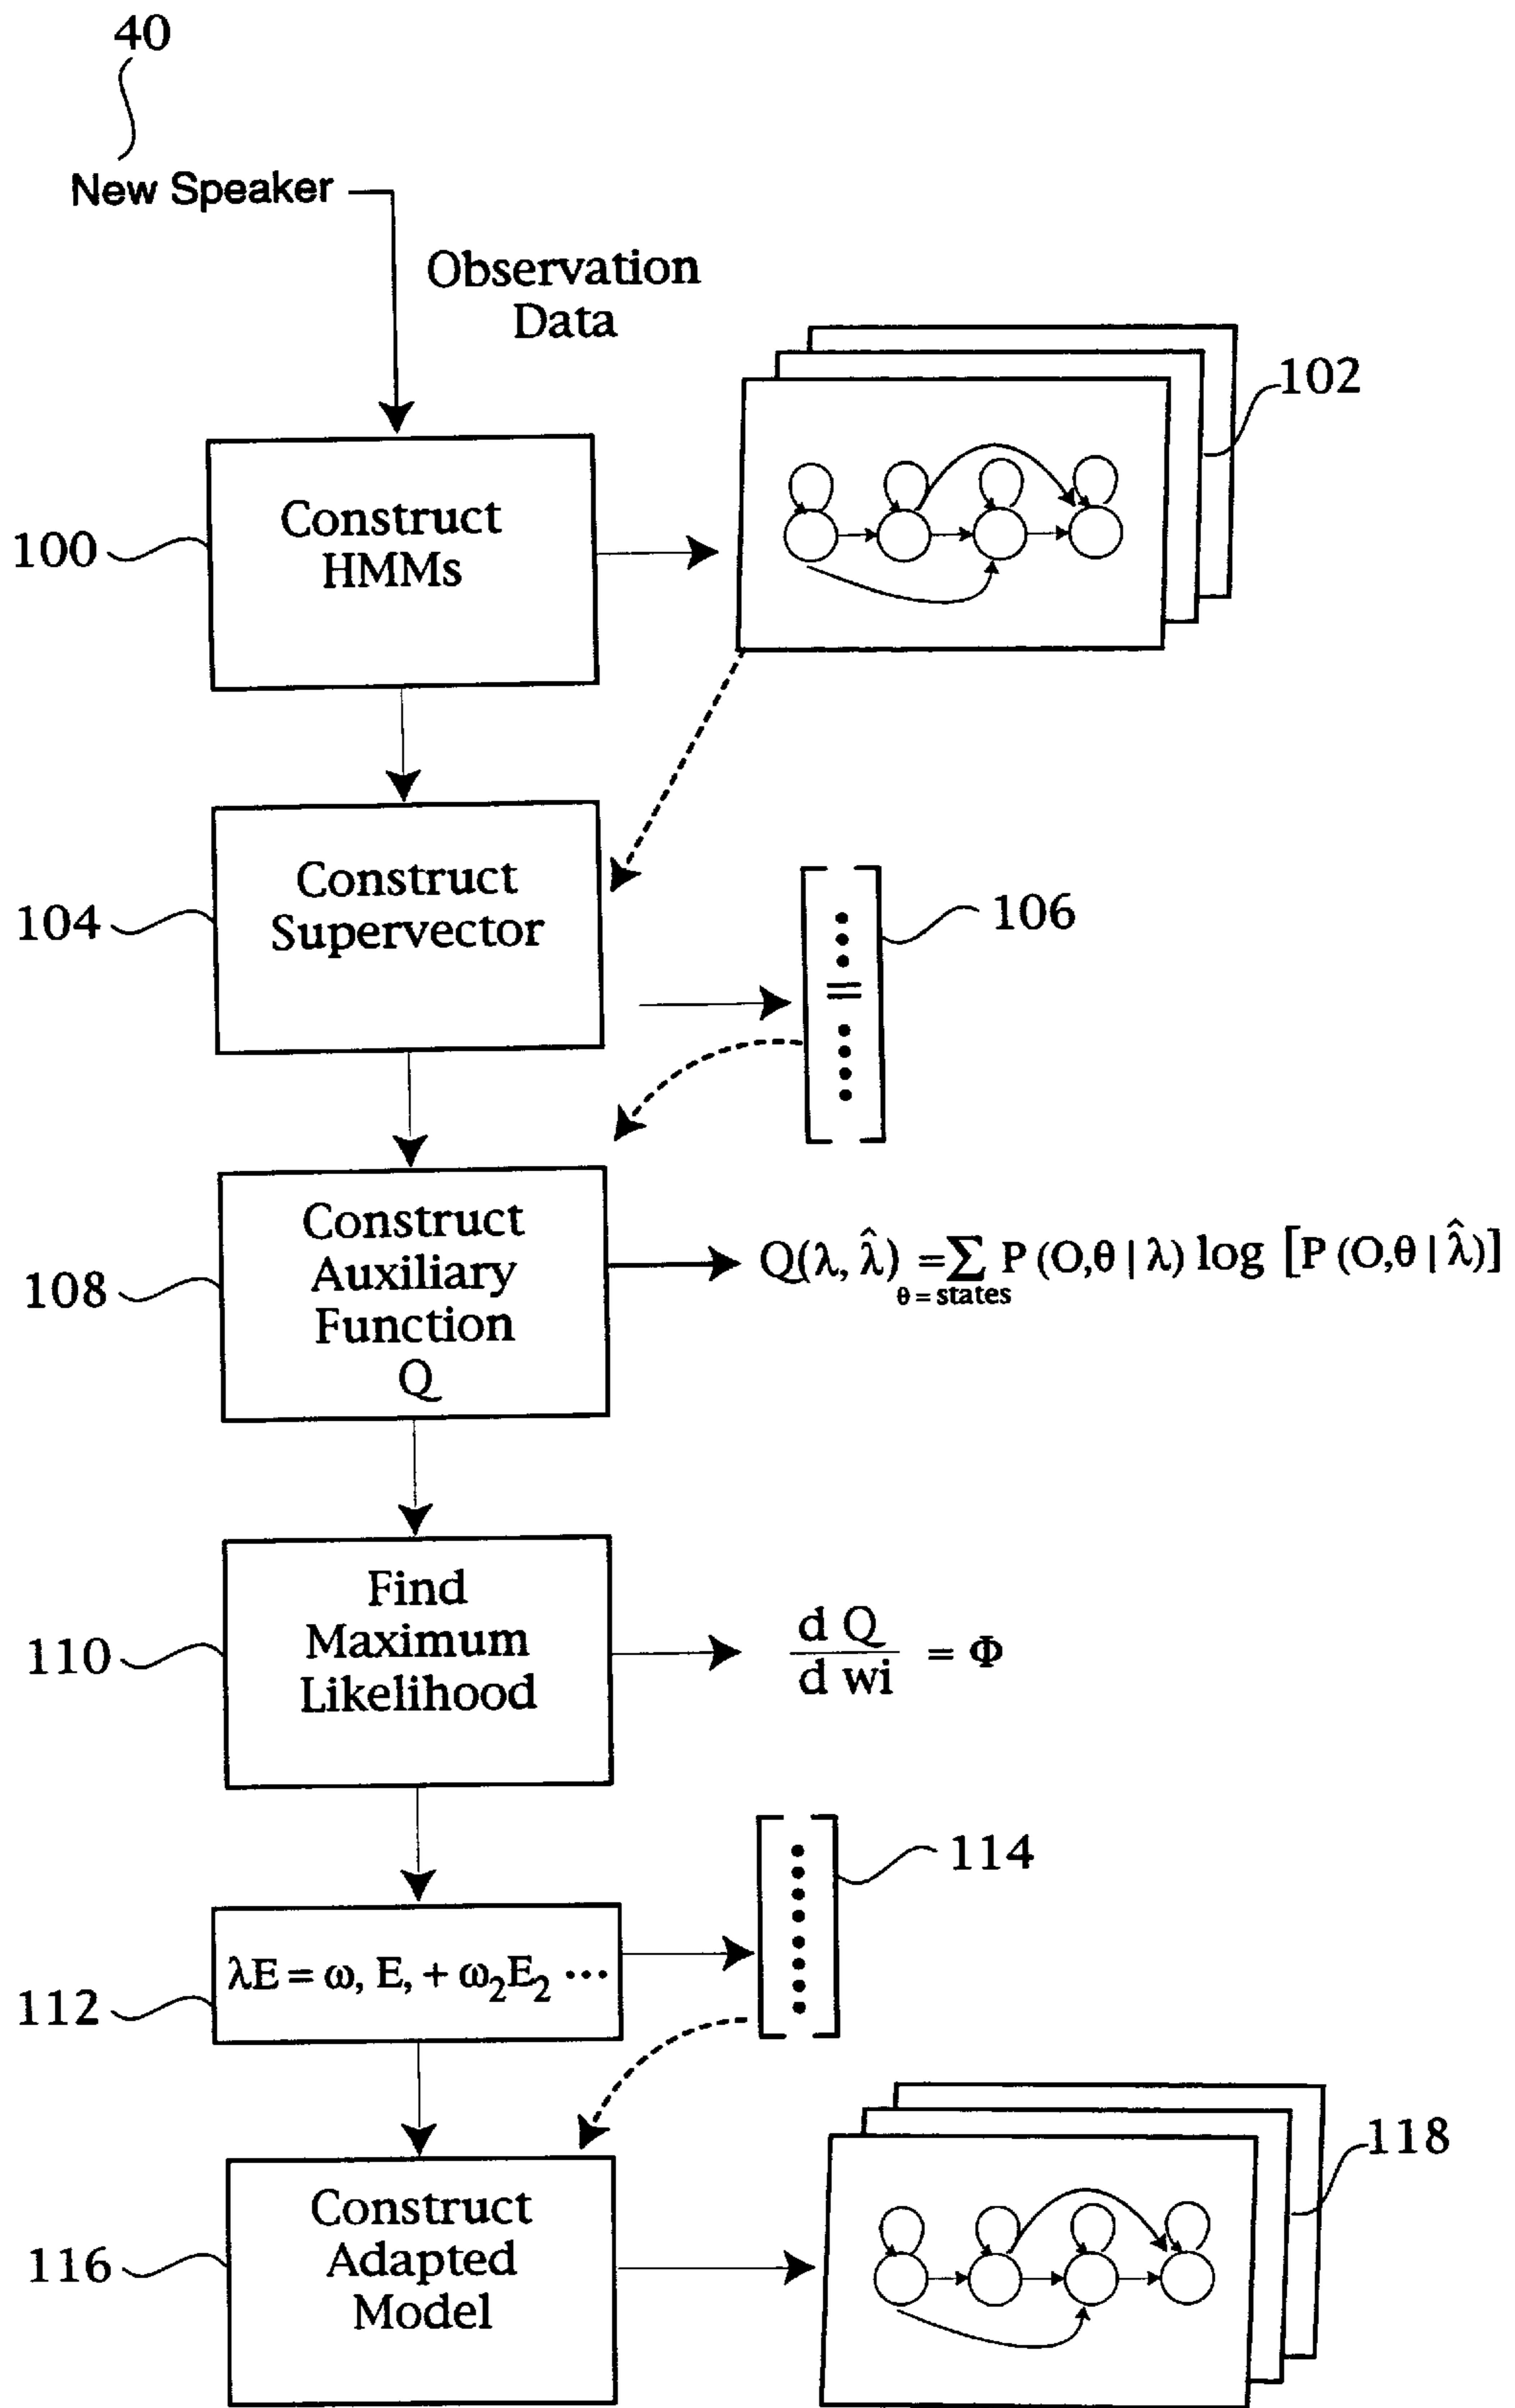 40
New Speaker
Observation
Data
102
Construct
HMMs
100
Construct
Supervector
104
106
Construct
Auxiliary
Function
Q
108
Q(λ, λ̂) = Σ P (O,θ | λ) log [P (O,θ | λ̂)]
θ = states
Find
Maximum
Likelihood
110
d Q
d wi
= Φ
114
λE = ω, E, + ω₂E₂ ···
112
118
Construct
Adapted
Model
116